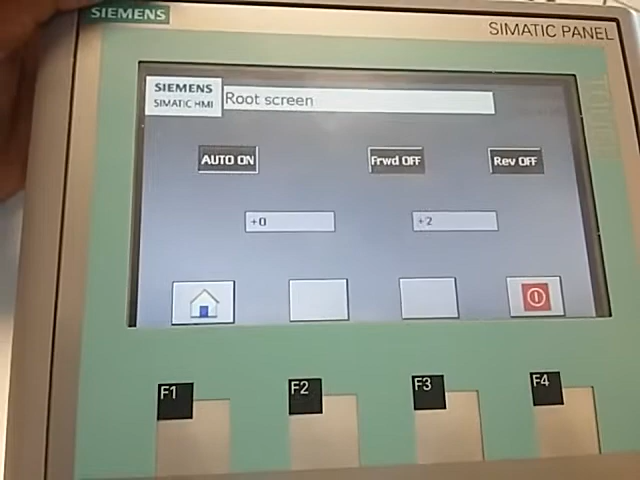 SIEMENS
SIMATIC PANEL
TOUCH
SIEMENS
SIMATIC HMI
Root screen
AUTO ON
Frwd OFF
Rev OFF
+0
+2
F1
F2
F3
F4